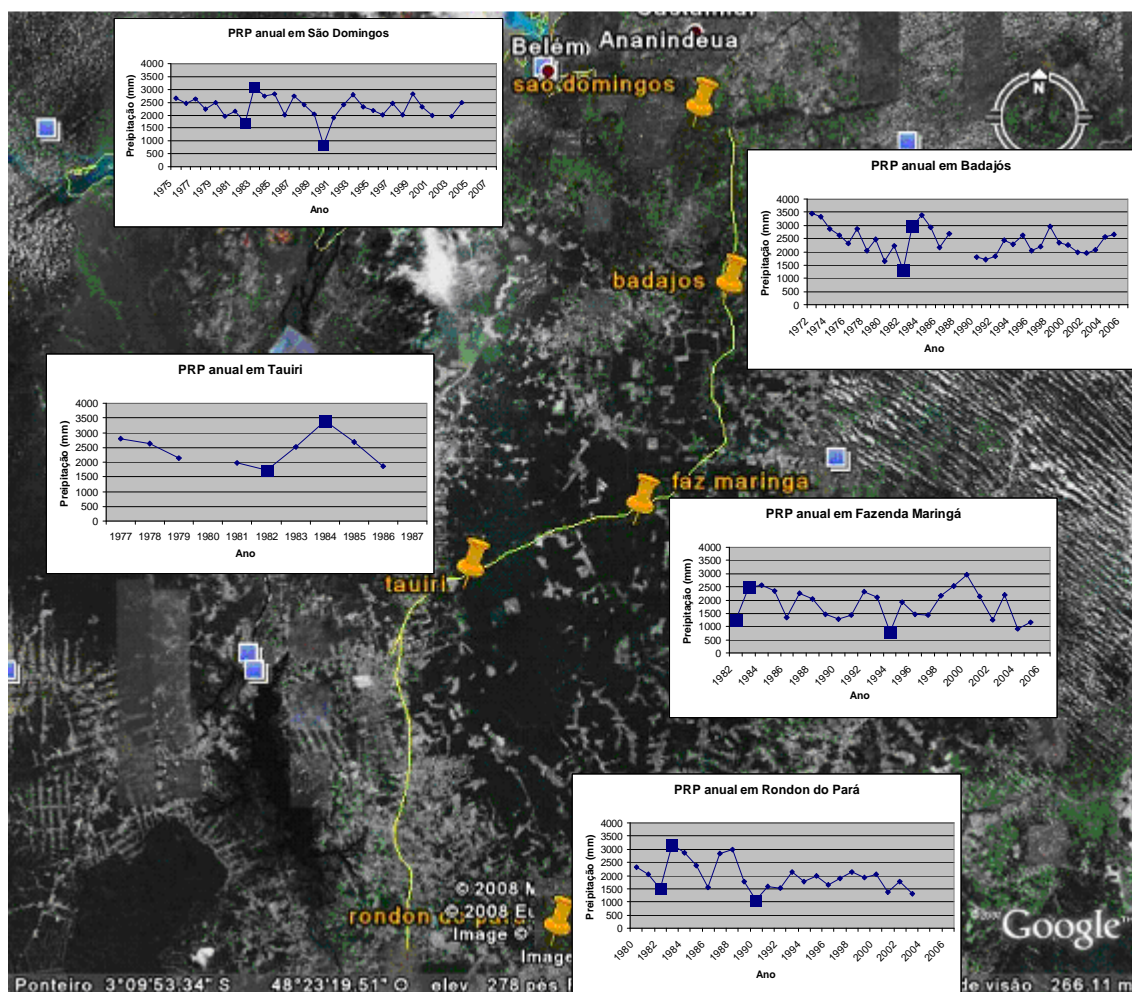 PRP anual em São Domingos
Preipitação (mm)
4000
3500
3000
2500
2000
1500
1000
500
0
1975 1977 1979 1981 1983 1985 1987 1989 1991 1993 1995 1997 1999 2001 2003 2005 2007
Ano
Belém
Ananindeua
sao domingos
N
PRP anual em Badajós
Preipitação (mm)
4000
3500
3000
2500
2000
1500
1000
500
0
1972 1974 1976 1978 1980 1982 1984 1986 1988 1990 1992 1994 1996 1998 2000 2002 2004 2006
Ano
badajos
PRP anual em Tauiri
Preipitação (mm)
4000
3500
3000
2500
2000
1500
1000
500
0
1977 1978 1979 1980 1981 1982 1983 1984 1985 1986 1987
Ano
faz maringa
tauiri
PRP anual em Fazenda Maringá
Preipitação (mm)
4000
3500
3000
2500
2000
1500
1000
500
0
1982 1984 1986 1988 1990 1992 1994 1996 1998 2000 2002 2004 2006
Ano
PRP anual em Rondon do Pará
Preipitação (mm)
4000
3500
3000
2500
2000
1500
1000
500
0
1980 1982 1984 1986 1988 1990 1992 1994 1996 1998 2000 2002 2004 2006
Ano
© 2008
rondon do
© 2008
Image ©
Image
Google
Ponteiro 3°09'53.34" S 48°23'19.51" O elev 278 pés
de visão 266.11 m